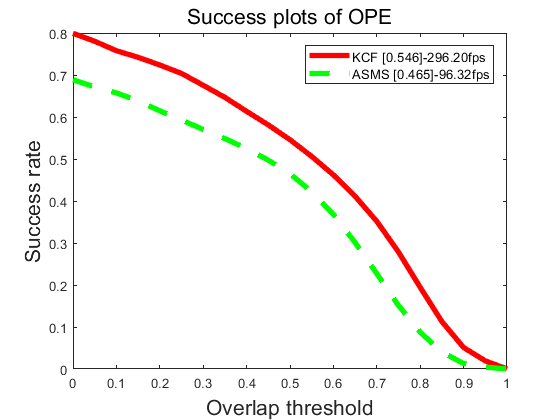 Success plots of OPE
KCF [0.546]-296.20fps
ASMS [0.465]-96.32fps
Success rate
0.8
0.7
0.6
0.5
0.4
0.3
0.2
0.1
0
0 0.1 0.2 0.3 0.4 0.5 0.6 0.7 0.8 0.9 1
Overlap threshold